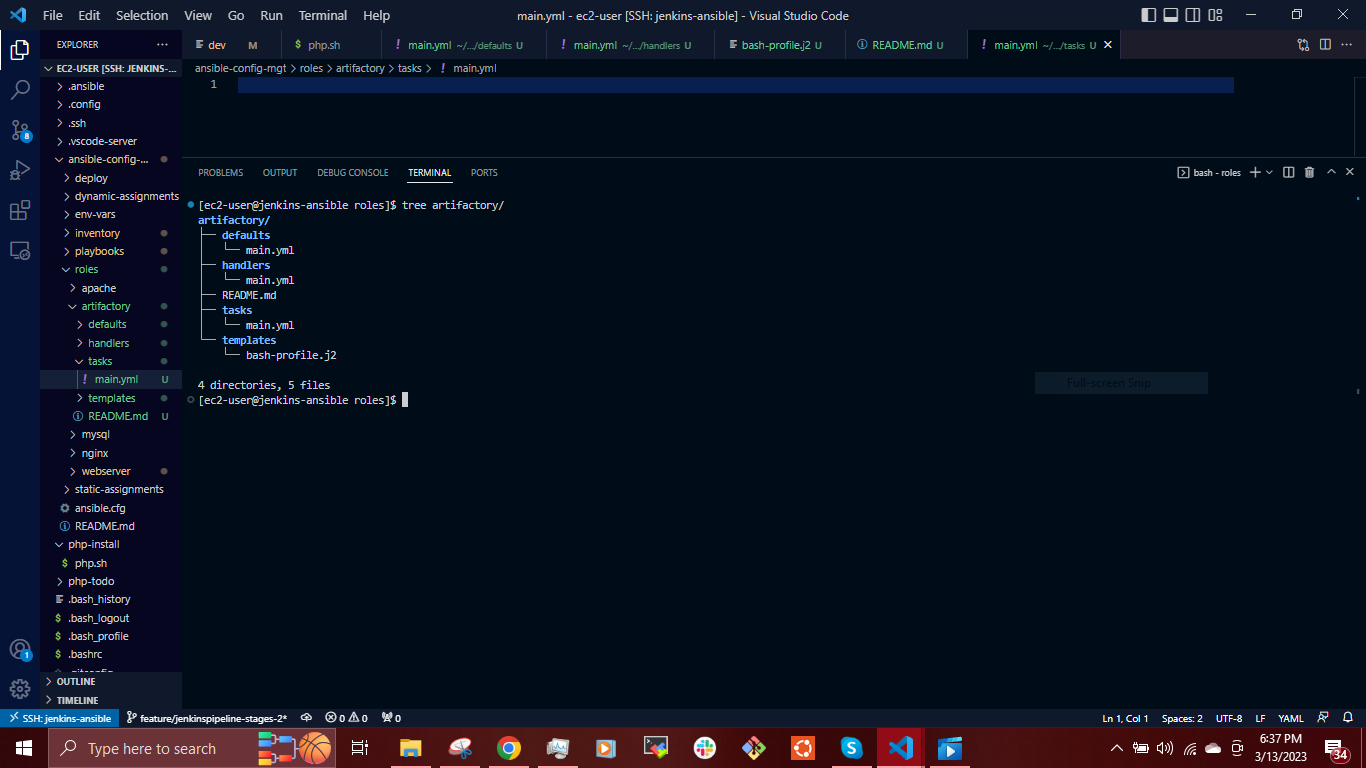 File Edit Selection View Go Run Terminal Help main.yml - ec2-user [SSH: jenkins-ansible] - Visual Studio Code
EXPLORER ...
dev M php.sh main.yml ~/.../defaults U main.yml ~/.../handlers U bash-profile.j2 U README.md U main.yml ~/.../tasks U
EC2-USER [SSH: JENKINS-...
ansible-config-mgt > roles > artifactory > tasks > ! main.yml
1
.ansible
.config
.ssh
.vscode-server
ansible-config-...
deploy
dynamic-assignments
env-vars
inventory
playbooks
roles
apache
artifactory
defaults
handlers
tasks
! main.yml U
templates
README.md U
mysql
nginx
webserver
static-assignments
ansible.cfg
README.md
php-install
$ php.sh
php-todo
.bash_history
$ .bash_logout
$ .bash_profile
$ .bashrc
.gitconfig
OUTLINE
TIMELINE
8
1
PROBLEMS OUTPUT DEBUG CONSOLE TERMINAL PORTS bash - roles
[ec2-user@jenkins-ansible roles]$ tree artifactory/
artifactory/
├── defaults
│   └── main.yml
├── handlers
│   └── main.yml
├── README.md
├── tasks
│   └── main.yml
└── templates
    └── bash-profile.j2
4 directories, 5 files
[ec2-user@jenkins-ansible roles]$
Full-screen Snip
SSH: jenkins-ansible feature/jenkinspipeline-stages-2* 0 0 0 Ln 1, Col 1 Spaces: 2 UTF-8 LF YAML
Type here to search
6:37 PM
3/13/2023
34